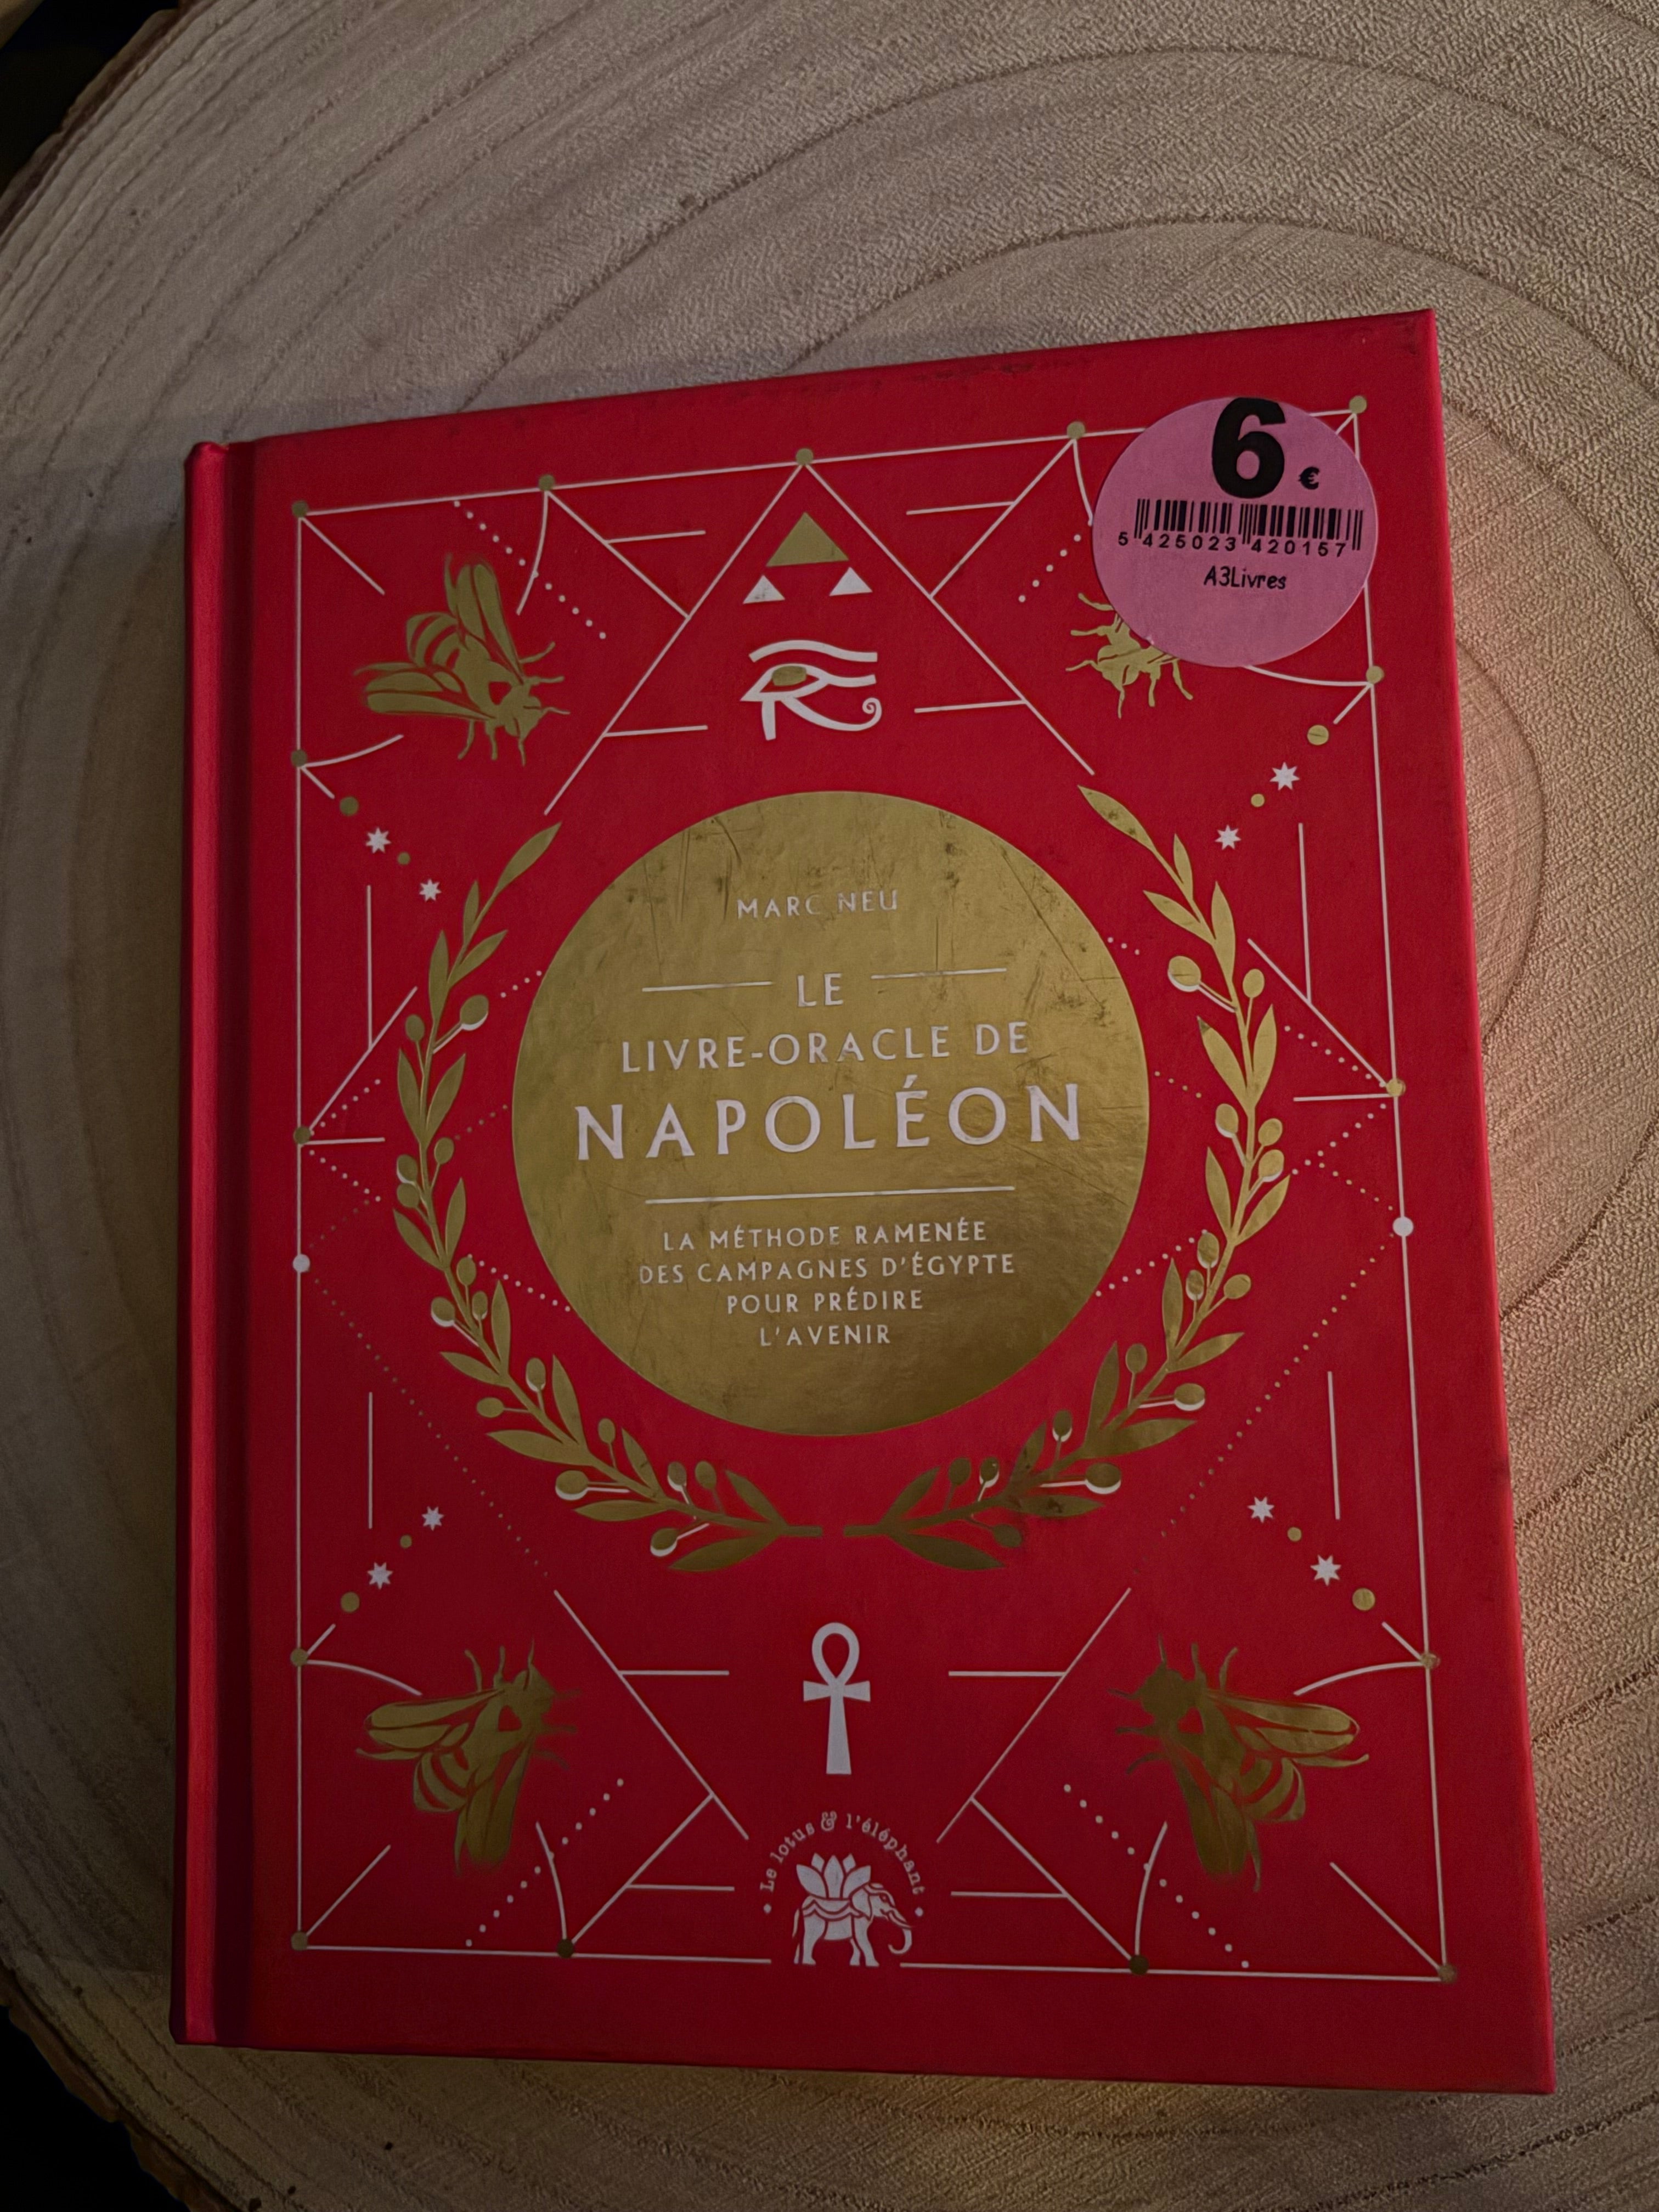 6 €
5 425023 420157
A3Livres
MARC NEU
LE
LIVRE-ORACLE DE
NAPOLÉON
LA MÉTHODE RAMENÉE
DES CAMPAGNES D'ÉGYPTE
POUR PRÉDIRE
L'AVENIR
Le lotus & l'éléphant